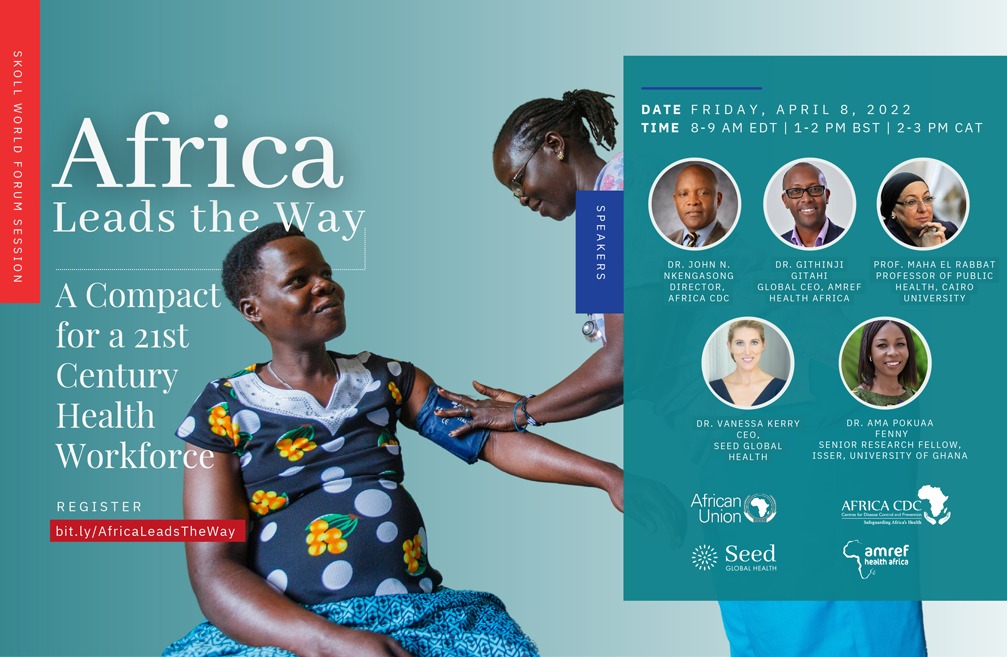 SKOLL WORLD FORUM SESSION
Africa
Leads the Way
A Compact
for a 21st
Century
Health
Workforce
REGISTER
bit.ly/AfricaLeadsTheWay
SPEAKERS
DATE FRIDAY, APRIL 8, 2022
TIME 8-9 AM EDT | 1-2 PM BST | 2-3 PM CAT
DR. JOHN N.
NKENGASONG
DIRECTOR,
AFRICA CDC
DR. GITHINJI
GITAHI
GLOBAL CEO, AMREF
HEALTH AFRICA
PROF. MAHA EL RABBAT
PROFESSOR OF PUBLIC
HEALTH, CAIRO
UNIVERSITY
DR. VANESSA KERRY
CEO,
SEED GLOBAL
HEALTH
DR. AMA POKUAA
FENNY
SENIOR RESEARCH FELLOW,
ISSER, UNIVERSITY OF GHANA
African
Union
AFRICA CDC
Centres for Disease Control and Prevention
Safeguarding Africa's Health
Seed
GLOBAL HEALTH
amref
health africa